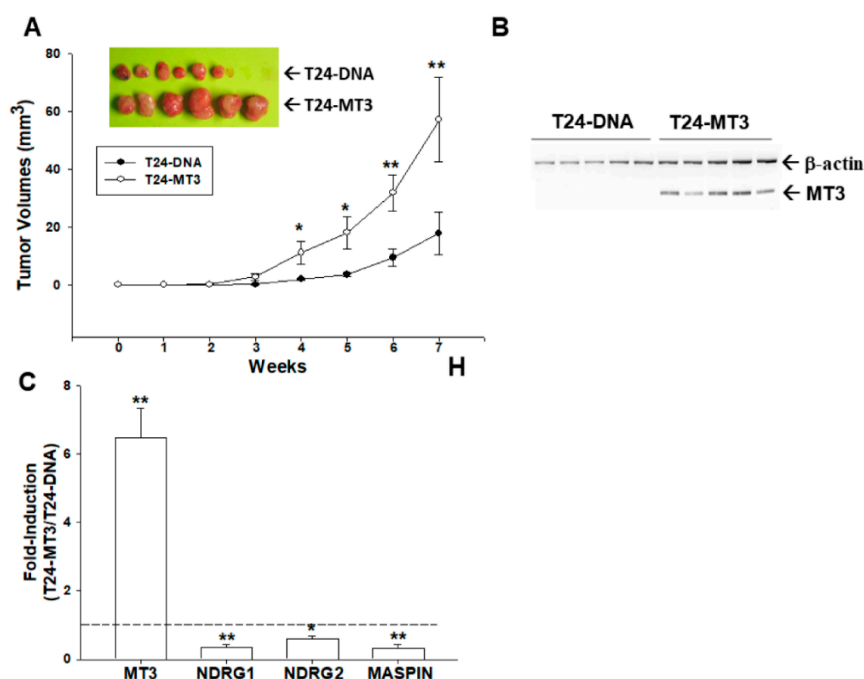 A
80
60
40
20
0
Tumor Volumes (mm³)
← T24-DNA
← T24-MT3
T24-DNA
T24-MT3
*
*
**
**
0 1 2 3 4 5 6 7
Weeks
B
T24-DNA T24-MT3
← β-actin
← MT3
H
C
8
6
4
2
0
Fold-Induction
(T24-MT3/T24-DNA)
**
**
*
**
MT3 NDRG1 NDRG2 MASPIN